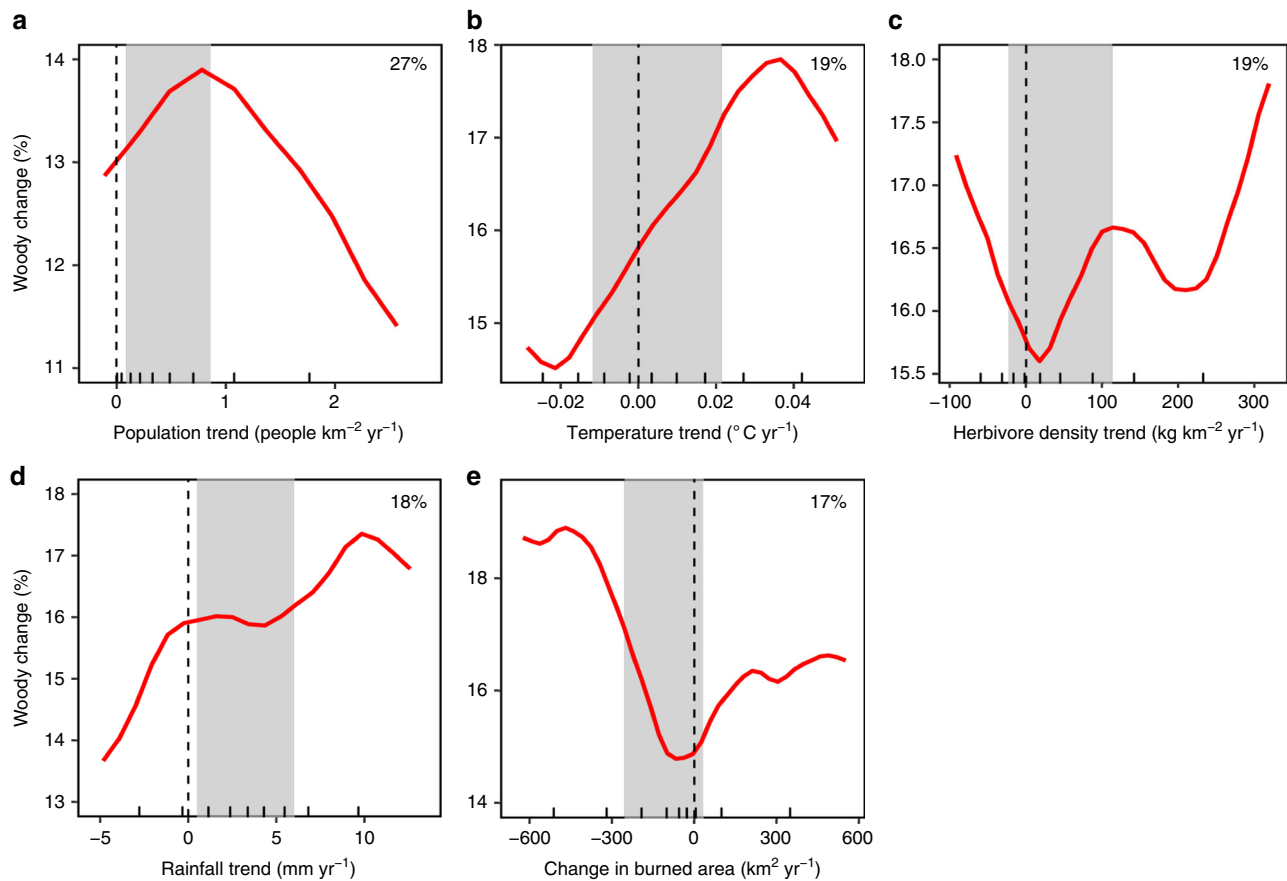 a
27%
14
13
12
11
Woody change (%)
0 1 2
Population trend (people km⁻² yr⁻¹)
b
19%
18
17
16
15
−0.02 0.00 0.02 0.04
Temperature trend (°C yr⁻¹)
c
19%
18.0
17.5
17.0
16.5
16.0
15.5
−100 0 100 200 300
Herbivore density trend (kg km⁻² yr⁻¹)
d
18%
18
17
16
15
14
13
Woody change (%)
−5 0 5 10
Rainfall trend (mm yr⁻¹)
e
17%
18
16
14
−600 −300 0 300 600
Change in burned area (km² yr⁻¹)